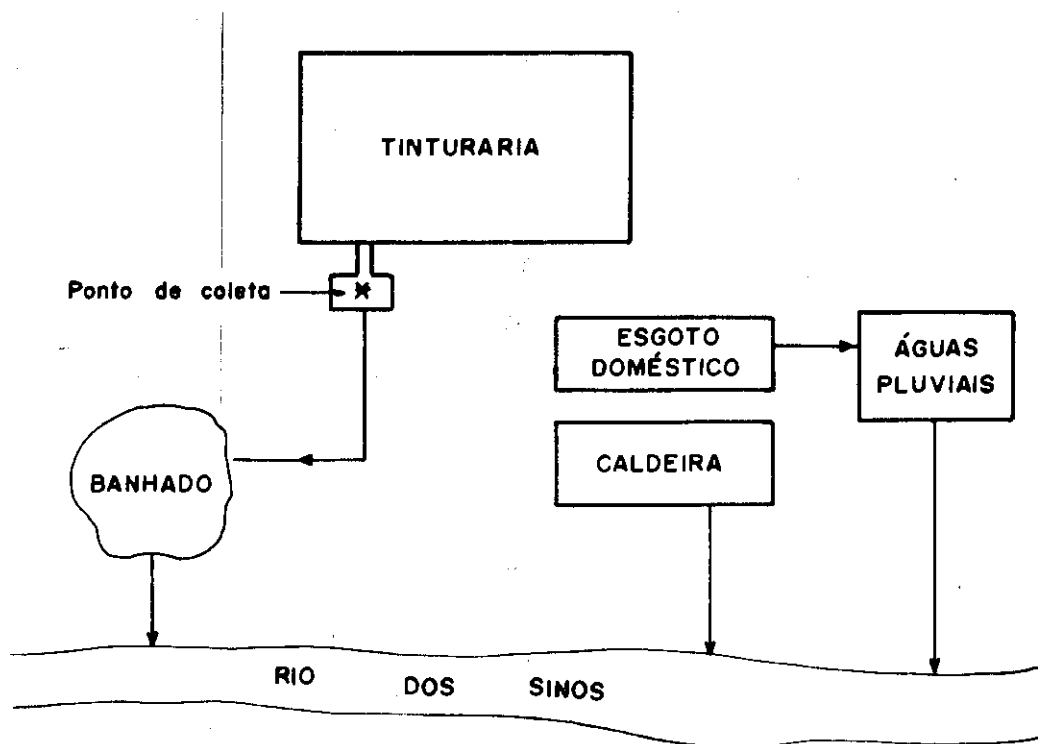 TINTURARIA
Ponto de coleta
ESGOTO
DOMÉSTICO
ÁGUAS
PLUVIAIS
CALDEIRA
BANHADO
RIO DOS SINOS